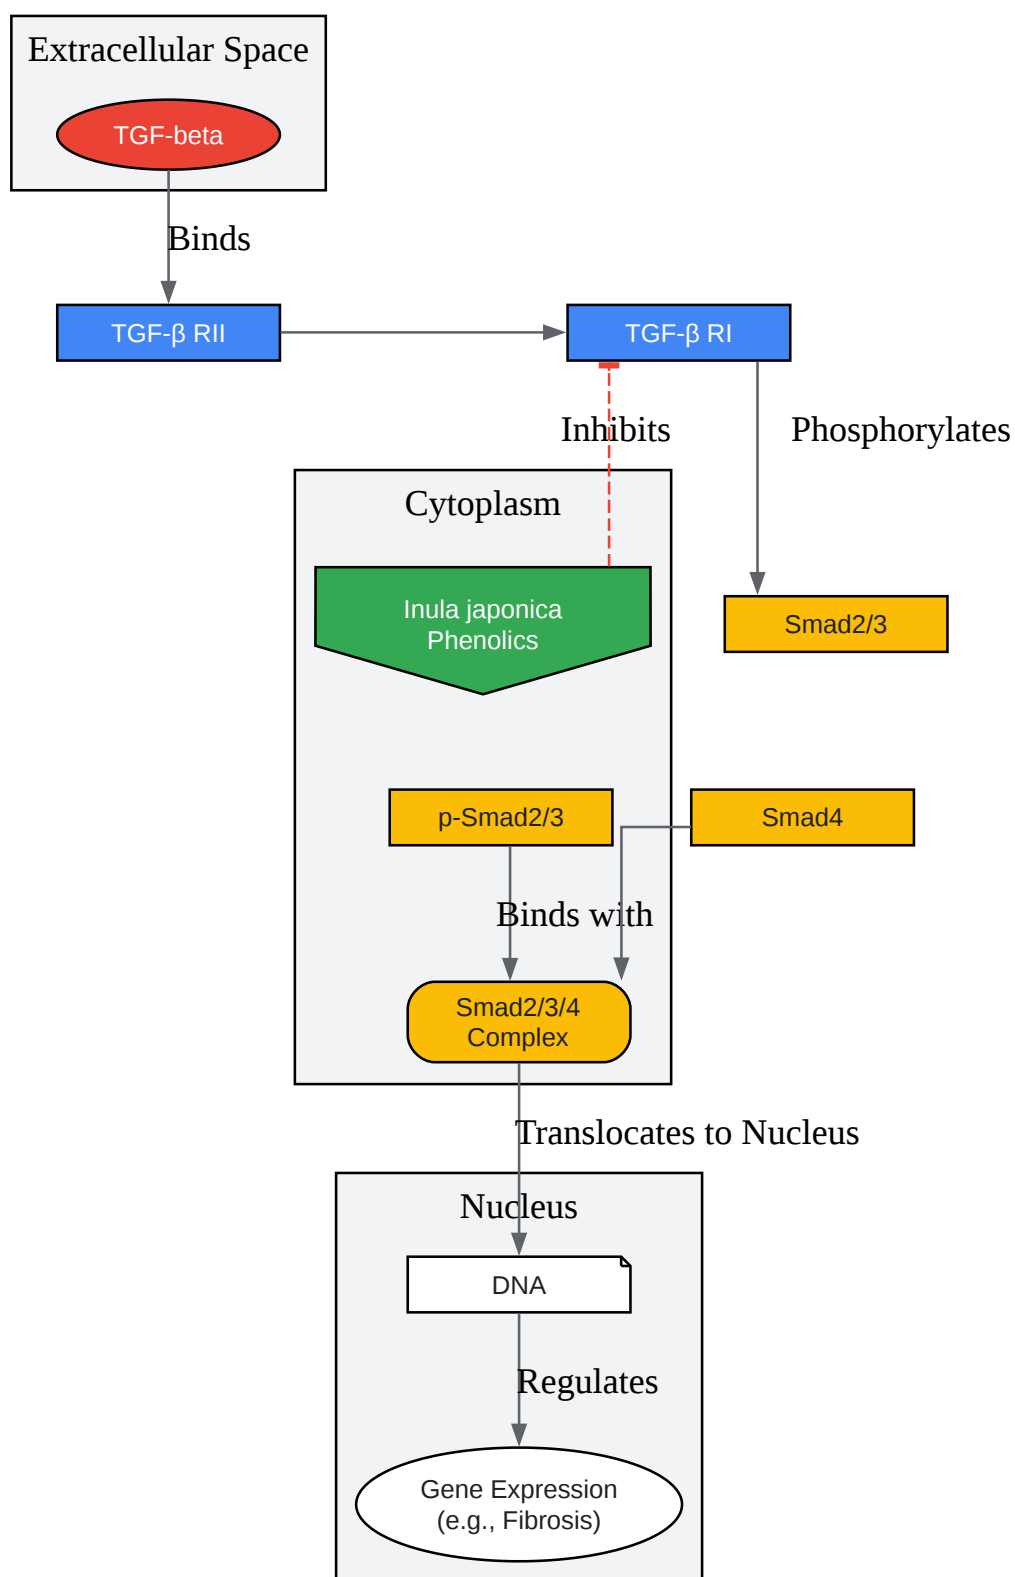 Extracellular Space
TGF-beta
Binds
TGF-β RII
TGF-β RI
Inhibits
Phosphorylates
Cytoplasm
Inula japonica
Phenolics
Smad2/3
p-Smad2/3
Smad4
Binds with
Smad2/3/4
Complex
Translocates to Nucleus
Nucleus
DNA
Regulates
Gene Expression
(e.g., Fibrosis)